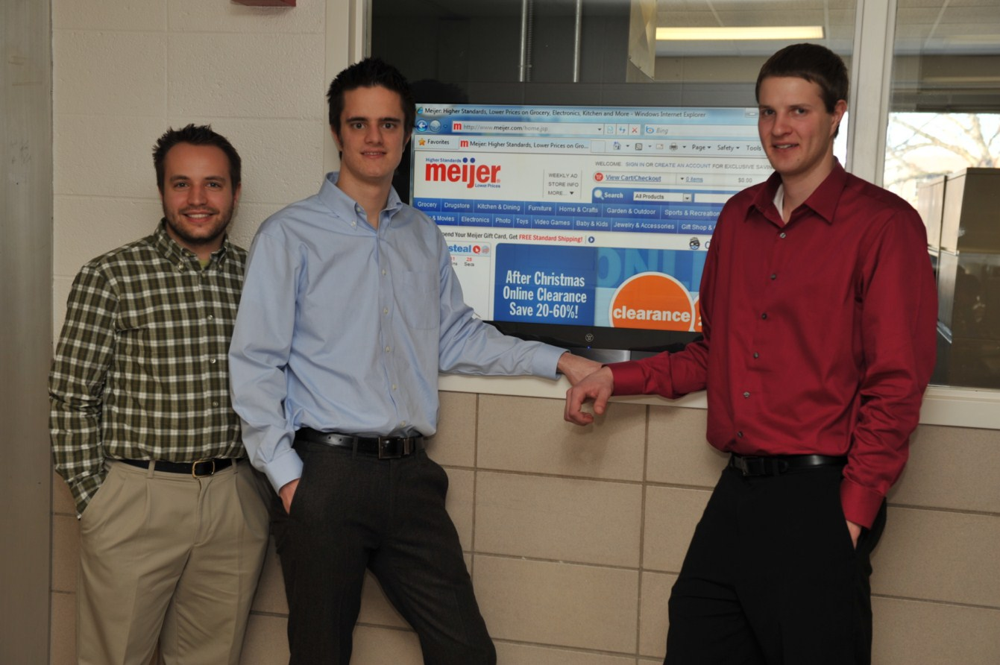 Meijer: Higher Standards, Lower Prices on Grocery, Electronics, Kitchen and More - Windows Internet Explorer
http://www.meijer.com/home.jsp
Bing
Favorites
Meijer: Higher Standards, Lower Prices on Gro...
Page
Safety
Tools
Higher Standards
meijer
Lower Prices
WEEKLY AD
STORE INFO
MORE...
WELCOME. SIGN IN OR CREATE AN ACCOUNT FOR EXCLUSIVE SAVIN
View Cart/Checkout
0 items
$0.00
Search
All Products
Grocery Drugstore Kitchen & Dining Furniture Home & Crafts Garden & Outdoor Sports & Recreation
& Movies Electronics Photo Toys Video Games Baby & Kids Jewelry & Accessories Gift Shop &
pend Your Meijer Gift Card, Get FREE Standard Shipping!
steal
Secs
After Christmas
Online Clearance
Save 20-60%!
ONLI
clearance